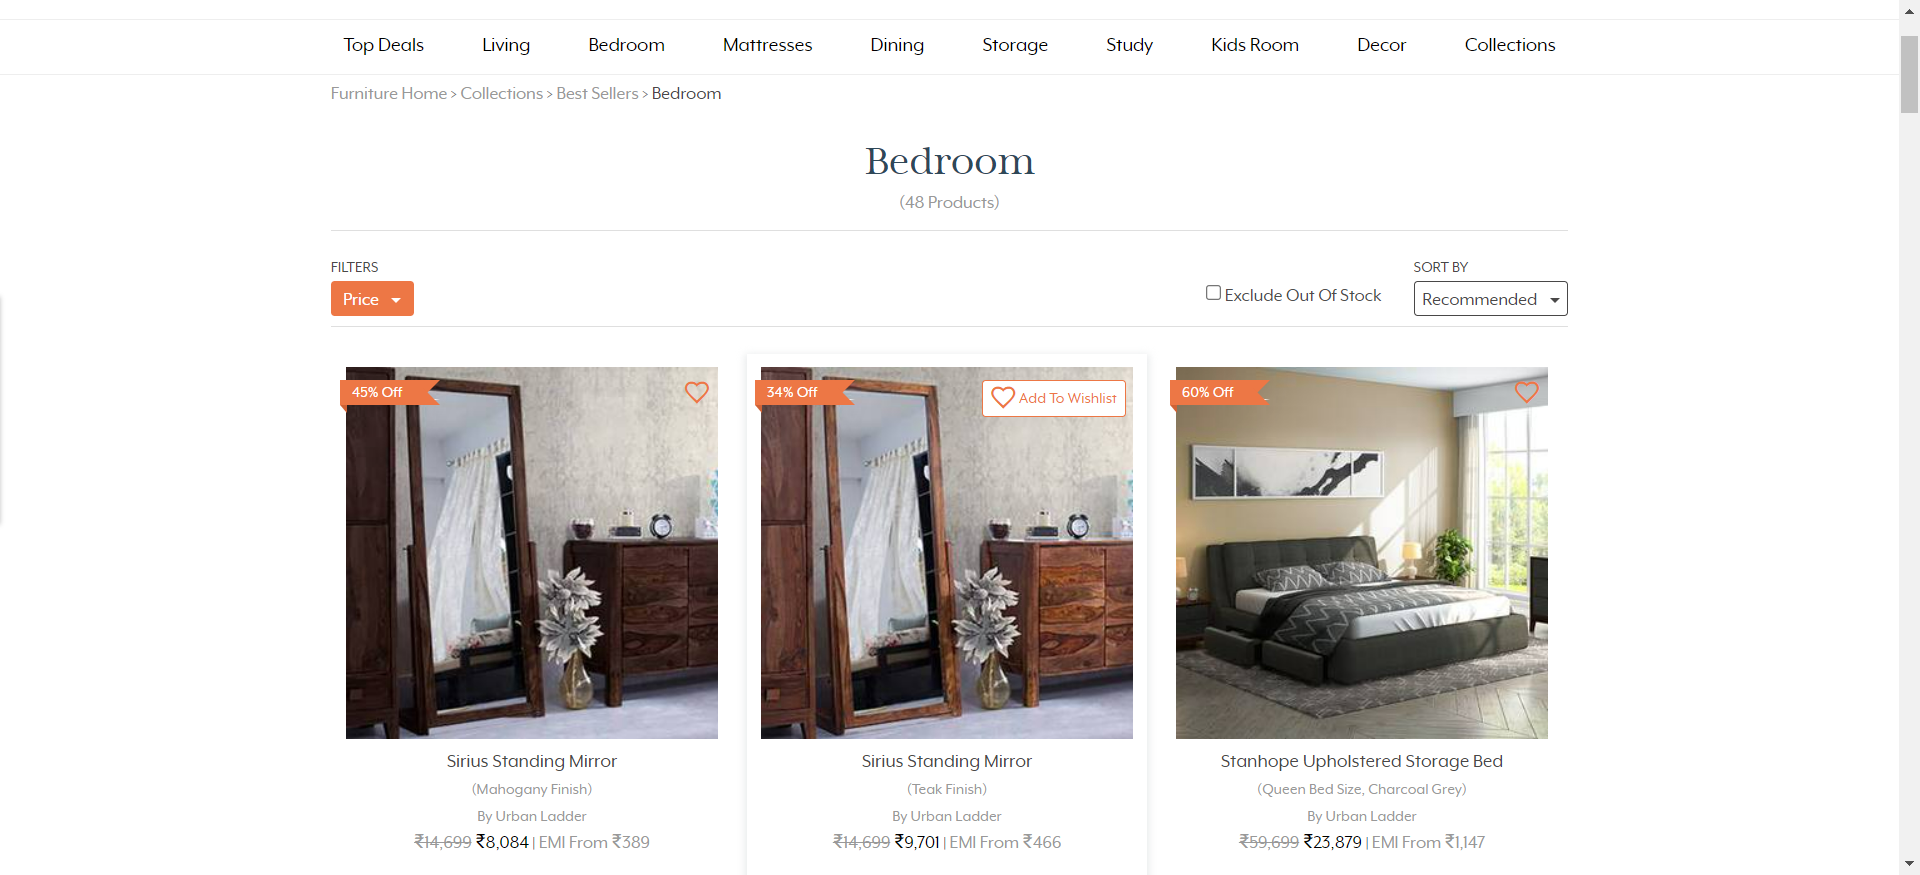 Top Deals Living Bedroom Mattresses Dining Storage Study Kids Room Decor Collections
Furniture Home > Collections > Best Sellers > Bedroom
Bedroom
(48 Products)
FILTERS
SORT BY
Price
Exclude Out Of Stock
Recommended
45% Off
34% Off
Add To Wishlist
60% Off
Sirius Standing Mirror
(Mahogany Finish)
By Urban Ladder
₹14,699 ₹8,084 | EMI From ₹389
Sirius Standing Mirror
(Teak Finish)
By Urban Ladder
₹14,699 ₹9,701 | EMI From ₹466
Stanhope Upholstered Storage Bed
(Queen Bed Size, Charcoal Grey)
By Urban Ladder
₹59,699 ₹23,879 | EMI From ₹1,147